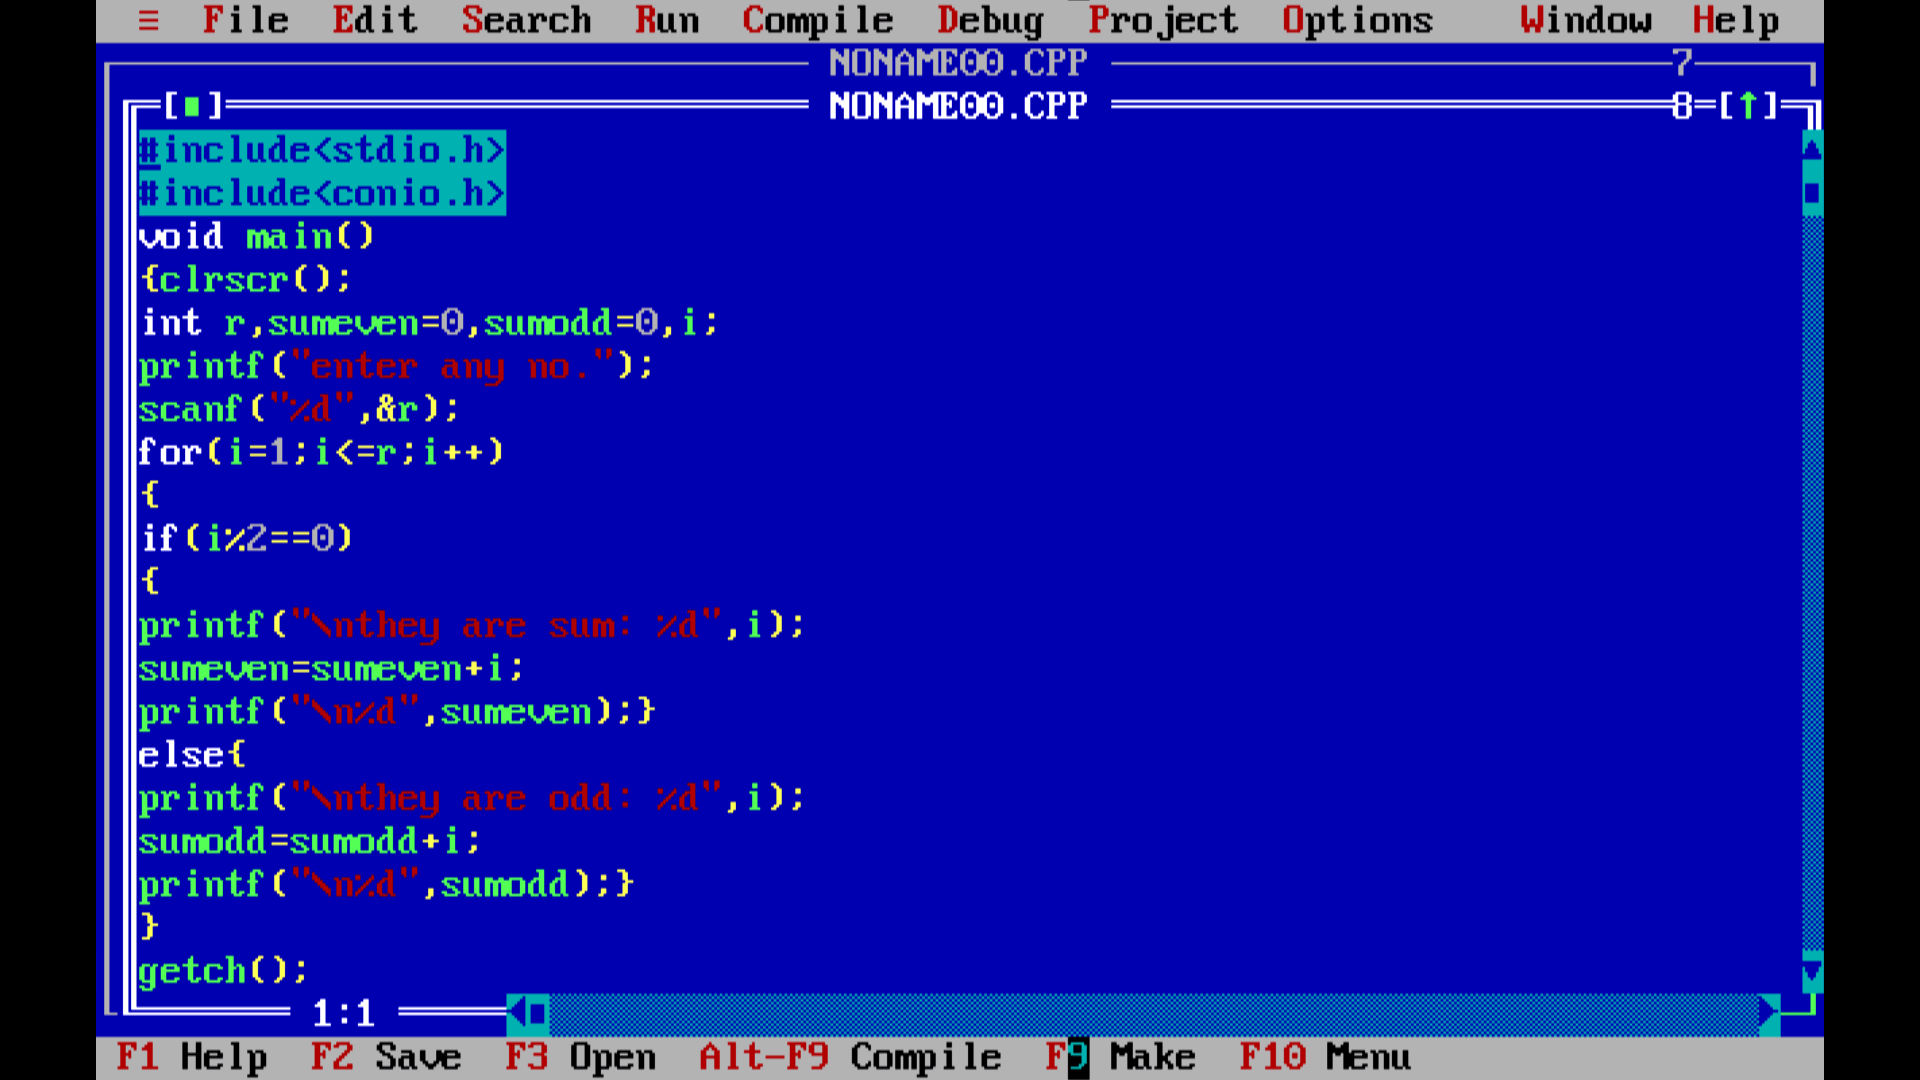 ≡ File Edit Search Run Compile Debug Project Options Window Help
NONAME00.CPP 7
[■] NONAME00.CPP 8=[↑]
#include<stdio.h>
#include<conio.h>
void main()
{clrscr();
int r,sumeven=0,sumodd=0,i;
printf("enter any no.");
scanf("%d",&r);
for(i=1;i<=r;i++)
{
if(i%2==0)
{
printf("\nthey are sum: %d",i);
sumeven=sumeven+i;
printf("\n%d",sumeven);}
else{
printf("\nthey are odd: %d",i);
sumodd=sumodd+i;
printf("\n%d",sumodd);}
}
getch();
1:1
F1 Help F2 Save F3 Open Alt-F9 Compile F9 Make F10 Menu